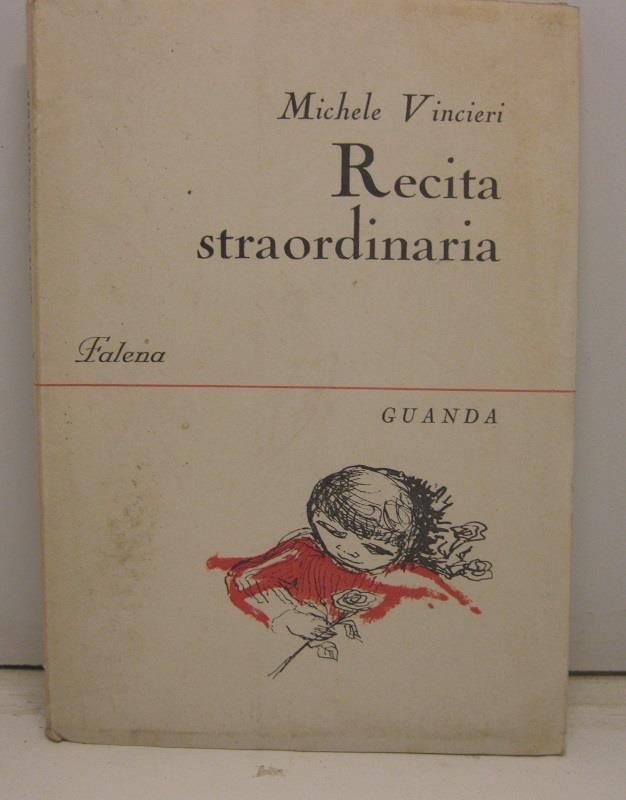 Michele Vincieri
Recita
straordinaria
Falena
GUANDA